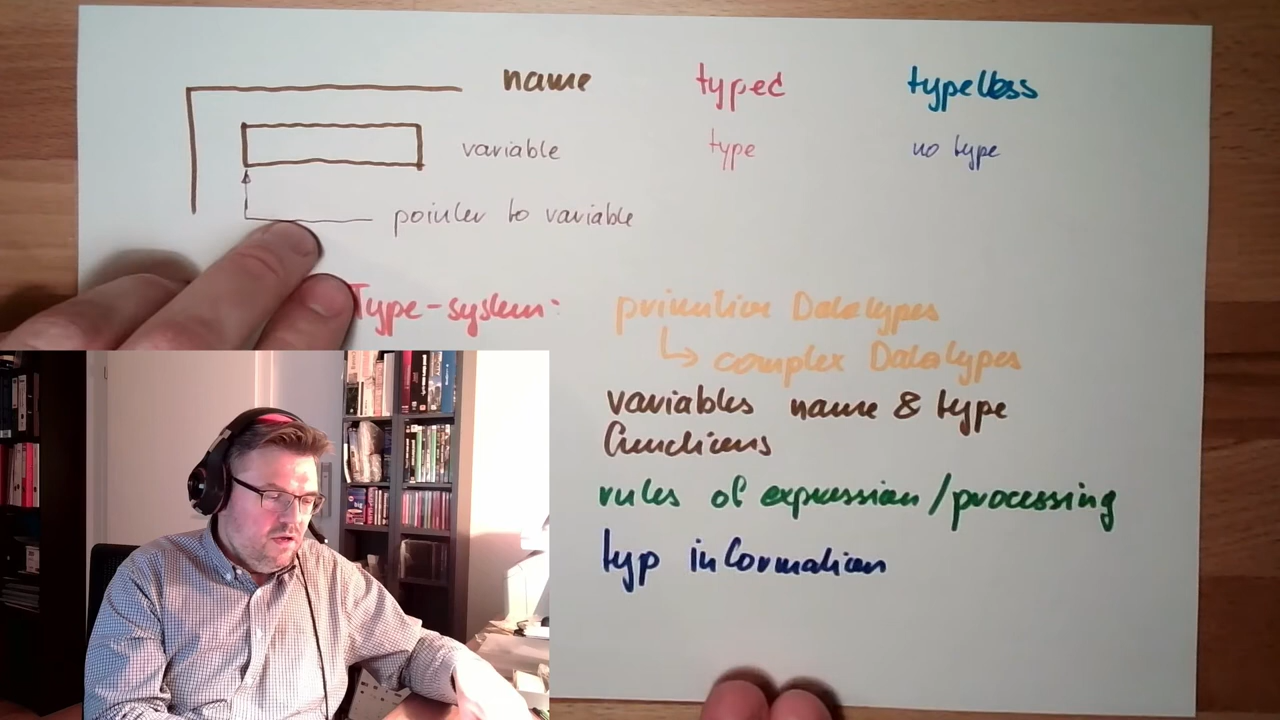 name typed typeless
variable type no type
pointer to variable
Type-system: primitive Datatypes
↳ complex Datatypes
variables name & type
functions
rules of expression/processing
typ information